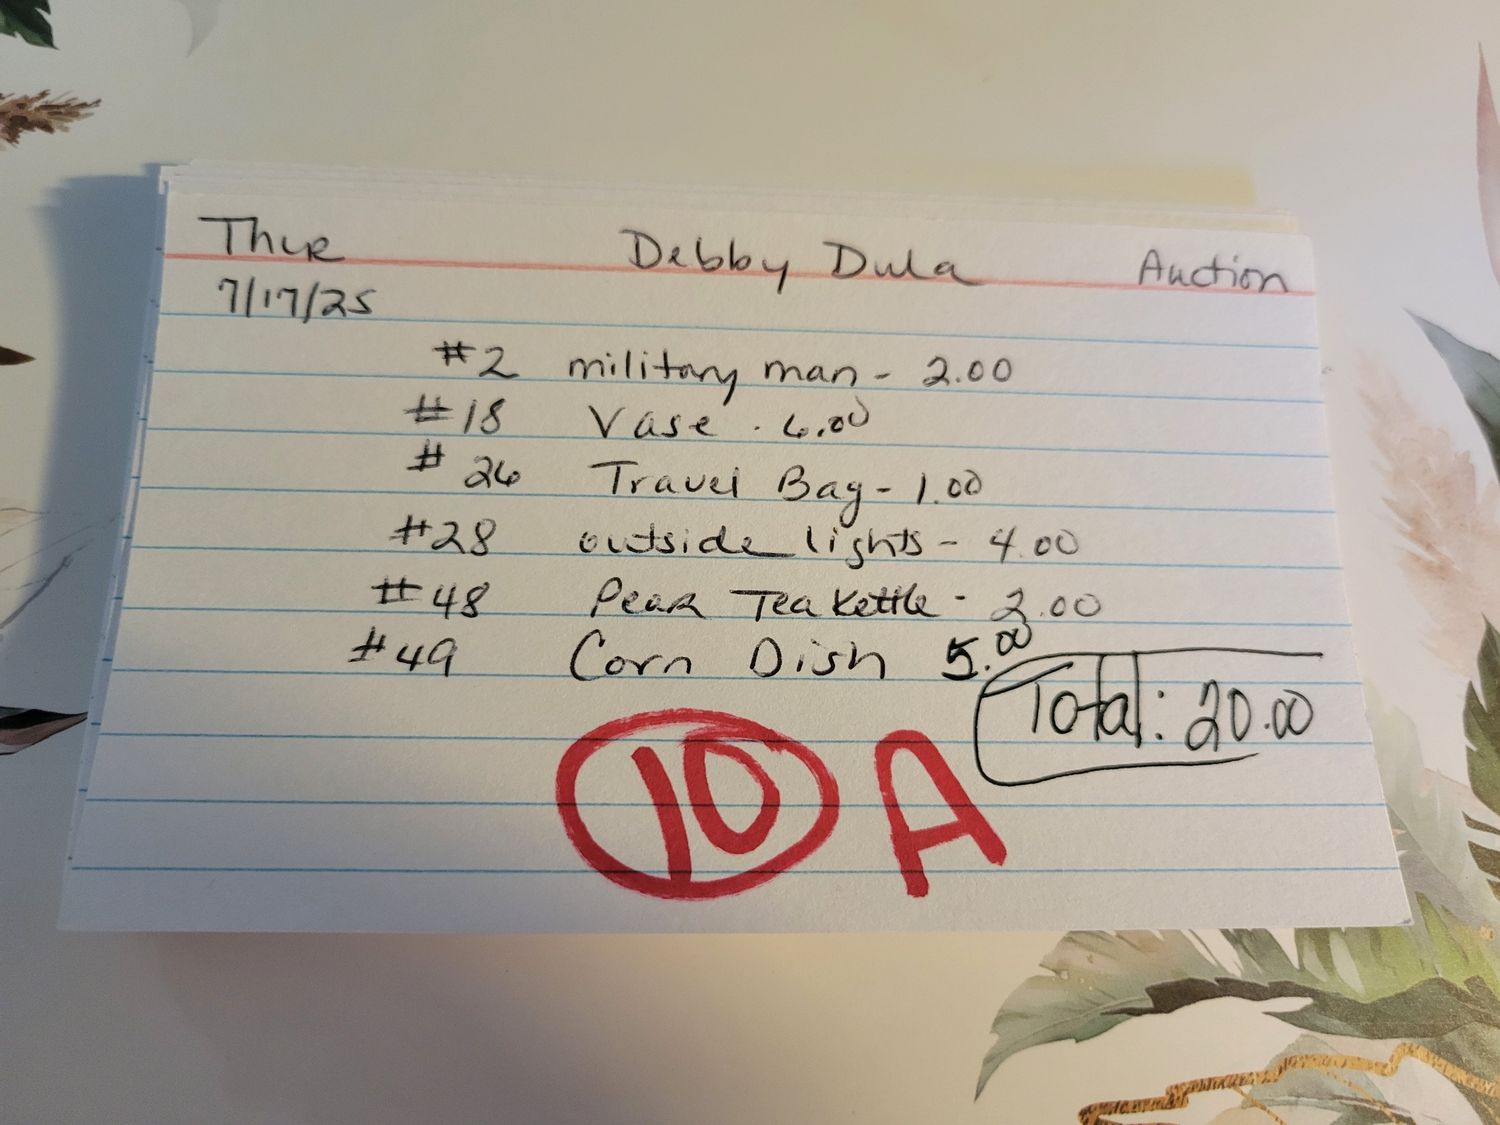 Thur Debby Dula Auction
7/17/25
#2 military man - 2.00
#18 Vase - 6.00
#26 Travel Bag - 1.00
#28 outside lights - 4.00
#48 Pear Tea Kettle - 2.00
#49 Corn Dish 5.00
Total: 20.00
10 A